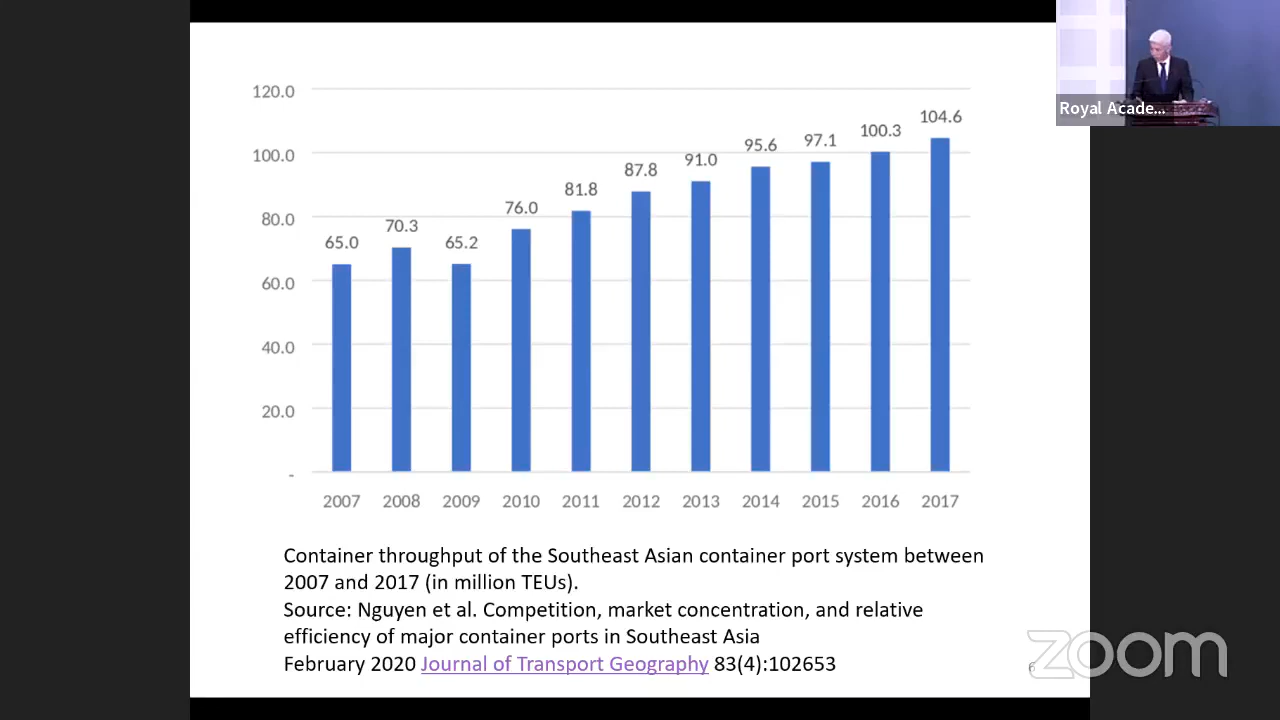 Royal Acade...
120.0
100.0
80.0
60.0
40.0
20.0
-
65.0
70.3
65.2
76.0
81.8
87.8
91.0
95.6
97.1
100.3
104.6
2007 2008 2009 2010 2011 2012 2013 2014 2015 2016 2017
Container throughput of the Southeast Asian container port system between
2007 and 2017 (in million TEUs).
Source: Nguyen et al. Competition, market concentration, and relative
efficiency of major container ports in Southeast Asia
February 2020 Journal of Transport Geography 83(4):102653
6
zoom